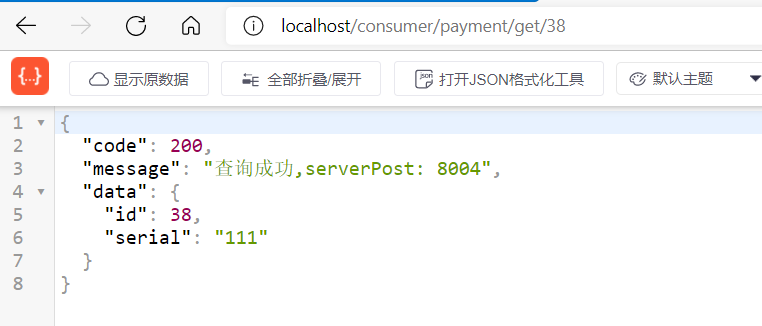 localhost/consumer/payment/get/38
{...} 显示原数据 全部折叠/展开 json 打开JSON格式化工具 默认主题
1 {
2 "code": 200,
3 "message": "查询成功,serverPost: 8004",
4 "data": {
5 "id": 38,
6 "serial": "111"
7 }
8 }